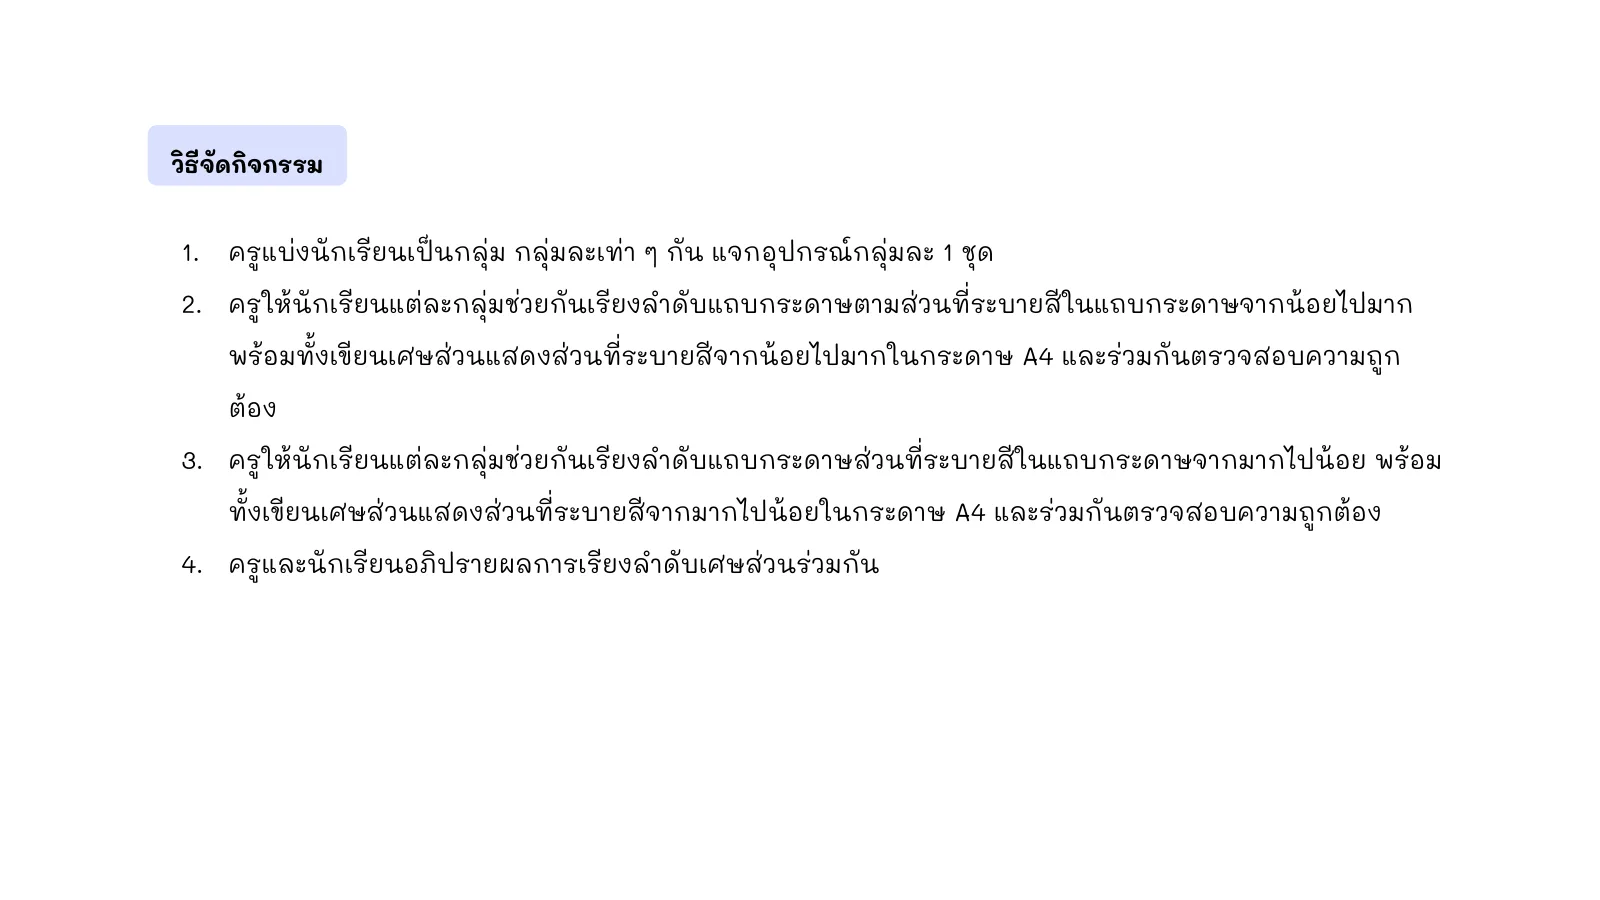 วิธีจัดกิจกรรม
1. ครูแบ่งนักเรียนเป็นกลุ่ม กลุ่มละเท่า ๆ กัน แจกอุปกรณ์กลุ่มละ 1 ชุด
2. ครูให้นักเรียนแต่ละกลุ่มช่วยกันเรียงลำดับแถบกระดาษตามส่วนที่ระบายสีในแถบกระดาษจากน้อยไปมาก
พร้อมทั้งเขียนเศษส่วนแสดงส่วนที่ระบายสีจากน้อยไปมากในกระดาษ A4 และร่วมกันตรวจสอบความถูก
ต้อง
3. ครูให้นักเรียนแต่ละกลุ่มช่วยกันเรียงลำดับแถบกระดาษส่วนที่ระบายสีในแถบกระดาษจากมากไปน้อย พร้อม
ทั้งเขียนเศษส่วนแสดงส่วนที่ระบายสีจากมากไปน้อยในกระดาษ A4 และร่วมกันตรวจสอบความถูกต้อง
4. ครูและนักเรียนอภิปรายผลการเรียงลำดับเศษส่วนร่วมกัน